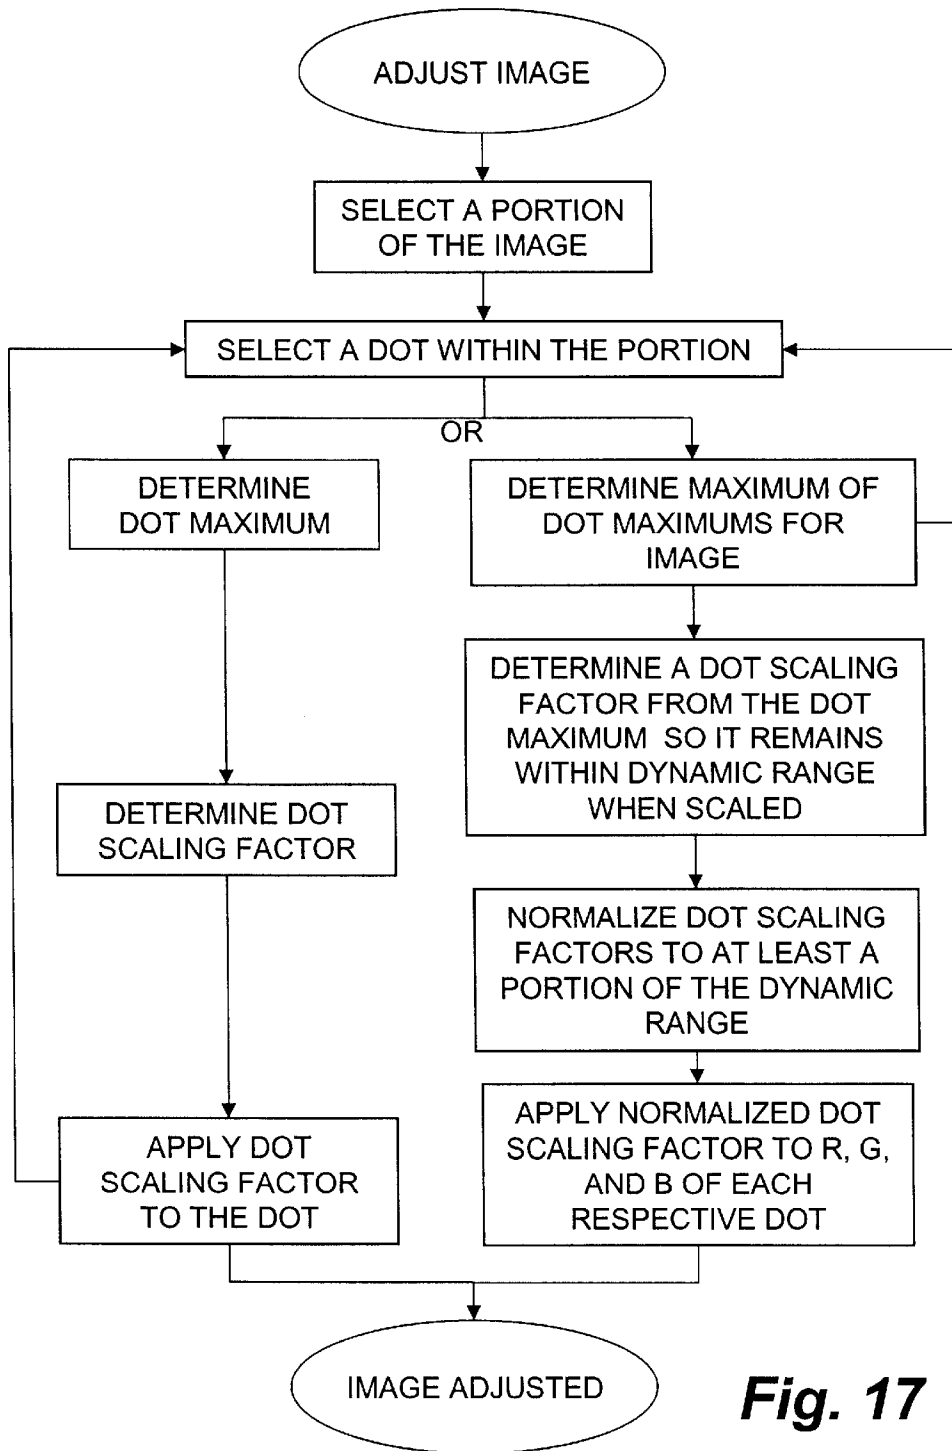 ADJUST IMAGE
SELECT A PORTION
OF THE IMAGE
SELECT A DOT WITHIN THE PORTION
OR
DETERMINE
DOT MAXIMUM
DETERMINE DOT
SCALING FACTOR
APPLY DOT
SCALING FACTOR
TO THE DOT
DETERMINE MAXIMUM OF
DOT MAXIMUMS FOR
IMAGE
DETERMINE A DOT SCALING
FACTOR FROM THE DOT
MAXIMUM SO IT REMAINS
WITHIN DYNAMIC RANGE
WHEN SCALED
NORMALIZE DOT SCALING
FACTORS TO AT LEAST A
PORTION OF THE DYNAMIC
RANGE
APPLY NORMALIZED DOT
SCALING FACTOR TO R, G,
AND B OF EACH
RESPECTIVE DOT
IMAGE ADJUSTED
Fig. 17